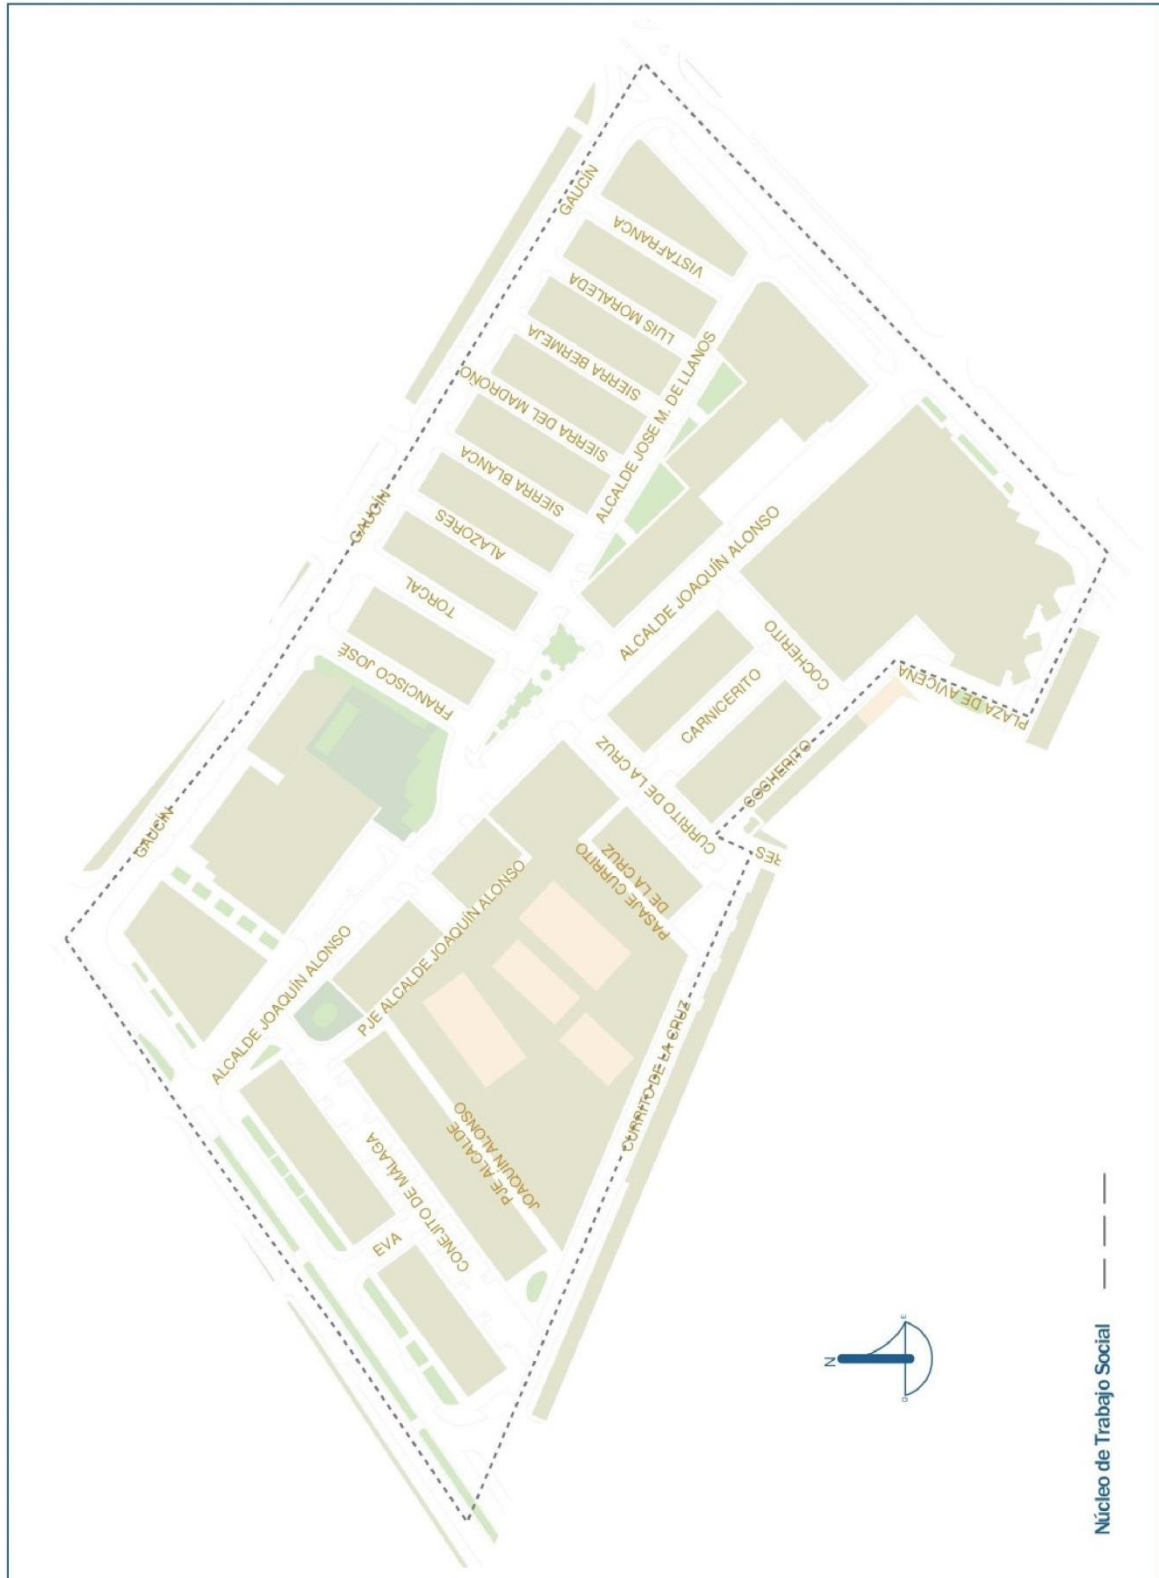 GAUCÍN
VISTAFRANCA
LUIS MORALEDA
SIERRA BERMEJA
SIERRA DEL MADROÑO
SIERRA BLANCA
ALAZORES
TORCAL
FRANCISCO JOSÉ
GAUCÍN
GAUCÍN
ALCALDE JOSE M. DE LLANOS
ALCALDE JOAQUÍN ALONSO
COCHERITO
CARNICERITO
CURRITO DE LA CRUZ
COCHERITO
PLAZA DE AVICENA
RES
PASAJE CURRITO
DE LA CRUZ
PJE ALCALDE JOAQUÍN ALONSO
ALCALDE JOAQUÍN ALONSO
CURRITO DE LA CRUZ
PJE ALCALDE
JOAQUÍN ALONSO
CONEJITO DE MÁLAGA
EVA
N
E
O
Núcleo de Trabajo Social